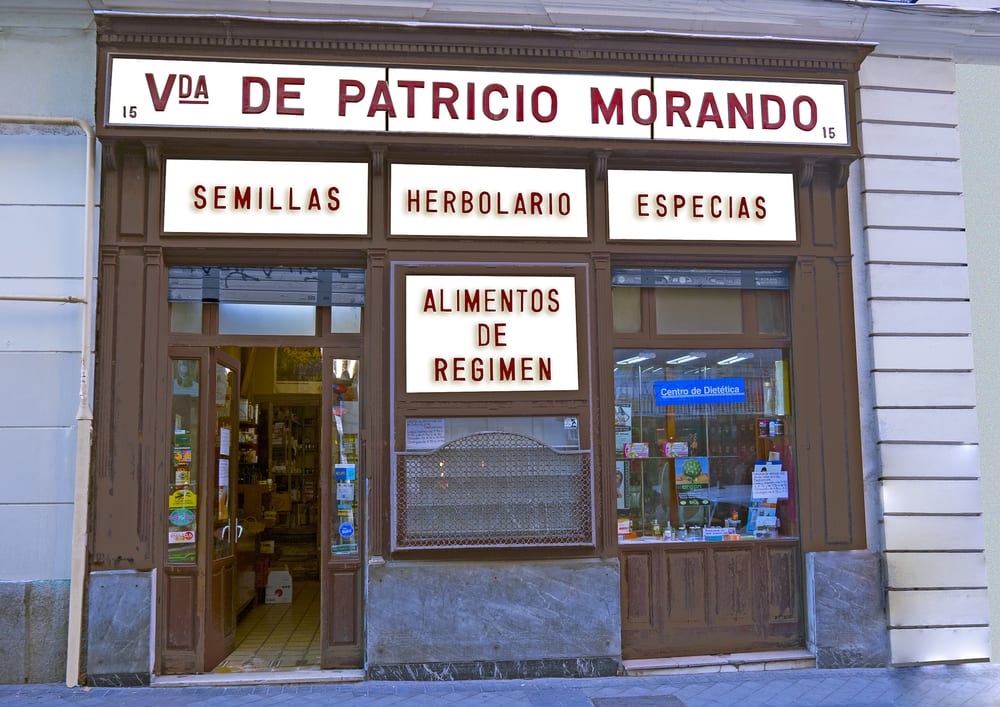 VDA DE PATRICIO MORANDO
15
15
SEMILLAS
HERBOLARIO
ESPECIAS
ALIMENTOS
DE
REGIMEN
Centro de Dietética